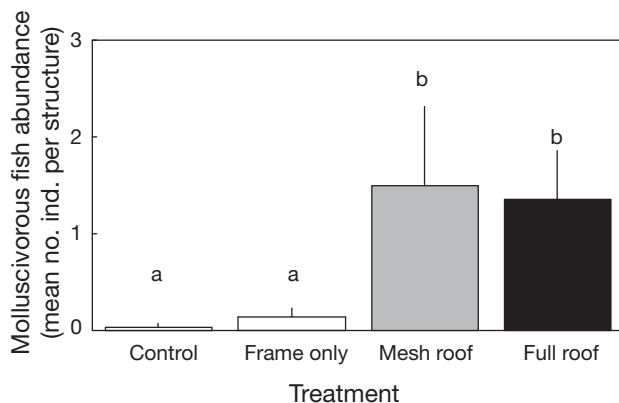 Molluscivorous fish abundance
(mean no. ind. per structure)
3
2
1
0
a
a
b
b
Control
Frame only
Mesh roof
Full roof
Treatment